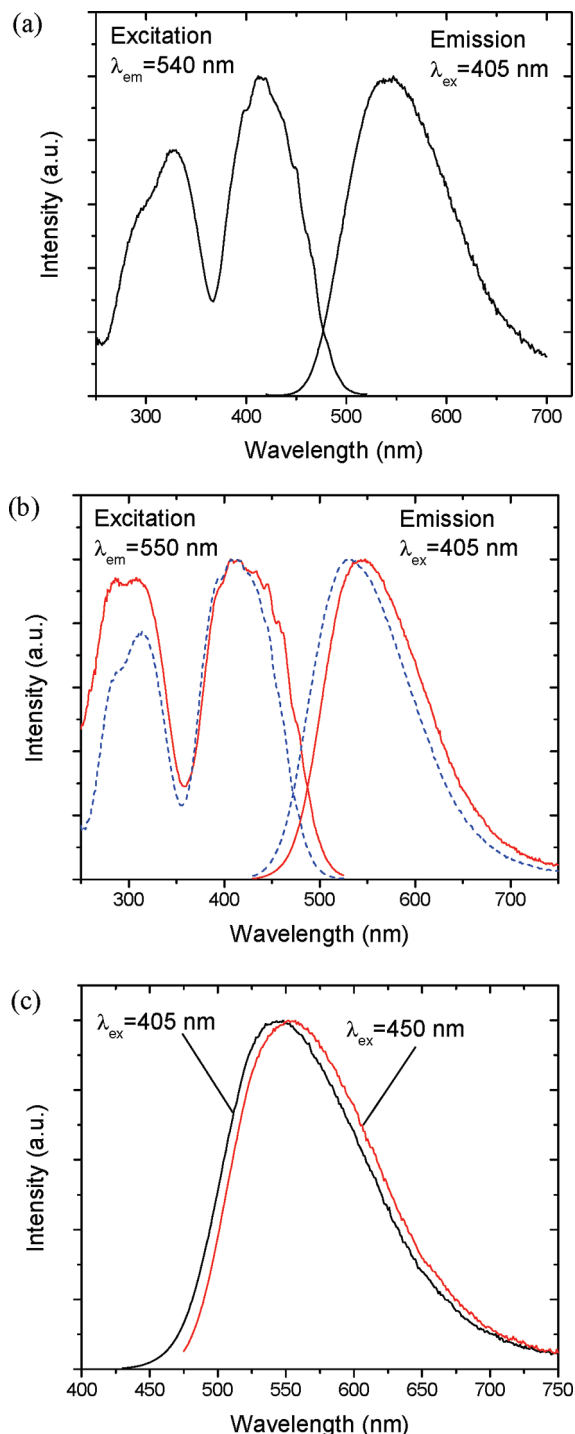 (a)
Excitation
λem=540 nm
Emission
λex=405 nm
Intensity (a.u.)
300 400 500 600 700
Wavelength (nm)
(b)
Excitation
λem=550 nm
Emission
λex=405 nm
Intensity (a.u.)
300 400 500 600 700
Wavelength (nm)
(c)
λex=405 nm
λex=450 nm
Intensity (a.u.)
400 450 500 550 600 650 700 750
Wavelength (nm)